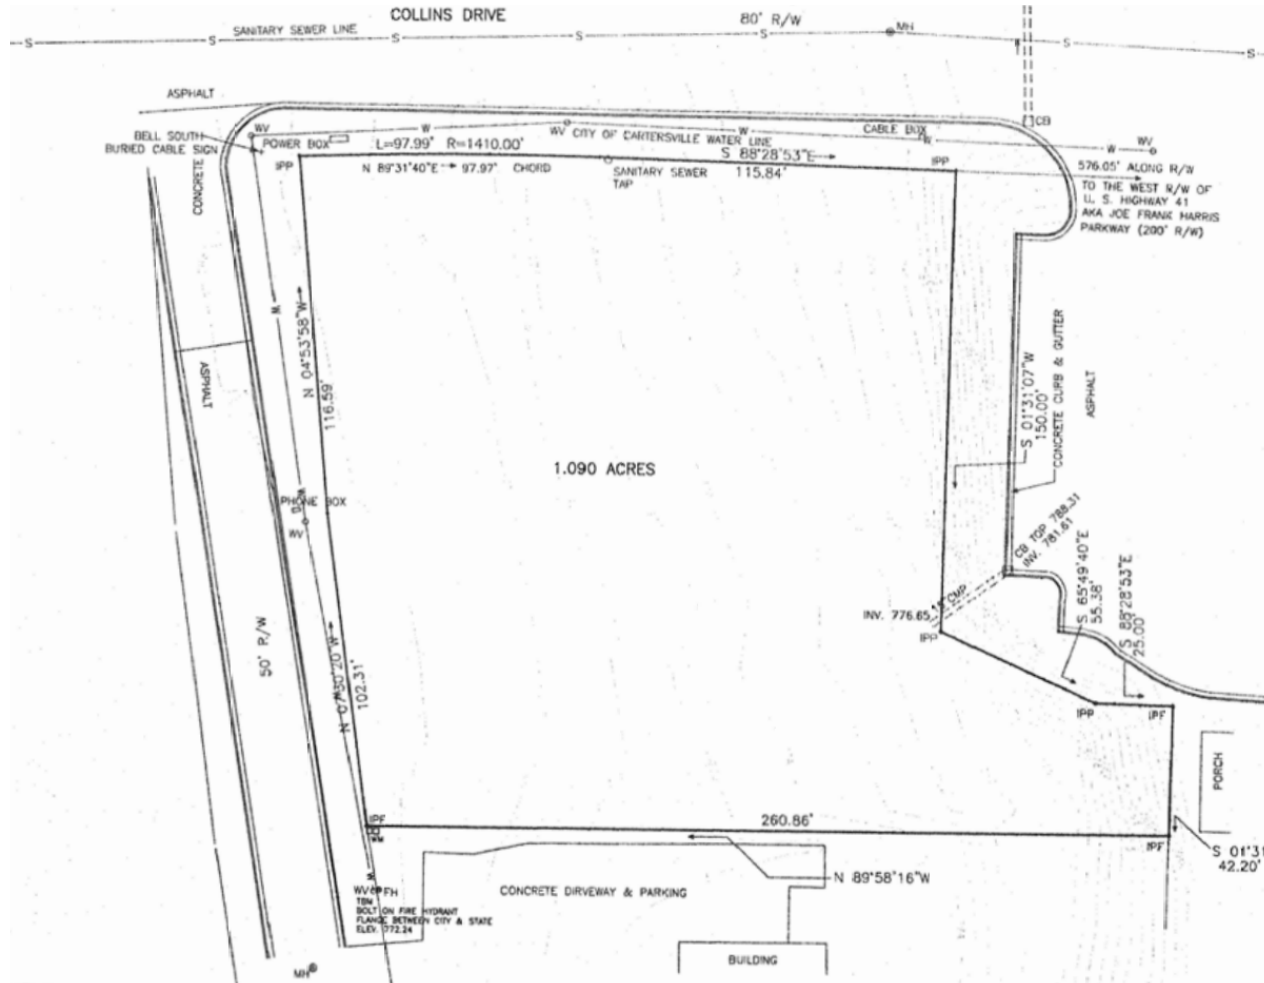 COLLINS DRIVE
80' R/W
SANITARY SEWER LINE
S
S
S
S
S
MH
S
S
ASPHALT
CB
BELL SOUTH
BURIED CABLE SIGN
WV
POWER BOX
W
WV CITY OF CARTERSVILLE WATER LINE
W
CABLE BOX
W
W
WV
L=97.99' R=1410.00'
IPP
N 89°31'40"E
97.97' CHORD
SANITARY SEWER
TAP
S 88°28'53"E
115.84'
IPP
576.05' ALONG R/W
TO THE WEST R/W OF
U. S. HIGHWAY 41
AKA JOE FRANK HARRIS
PARKWAY (200' R/W)
CONCRETE
ASPHALT
W
N 04°53'58"W
116.59'
1.090 ACRES
S 01°31'07"W
150.00'
CONCRETE CURB & GUTTER
ASPHALT
PHONE BOX
WV
CB TOP 788.31
INV. 781.61
CMP
INV. 776.65
IPP
S 65°49'40"E
55.38'
S 88°28'53"E
25.00'
50' R/W
N 07°30'20"W
102.31'
IPP
IPF
PORCH
IPF
WM
260.86'
IPF
S 01°31
42.20'
N 89°58'16"W
W
WV
FH
TBM
BOLT ON FIRE HYDRANT
FLANGE BETWEEN CITY & STATE
ELEV. 772.24
CONCRETE DIRVEWAY & PARKING
BUILDING
MH